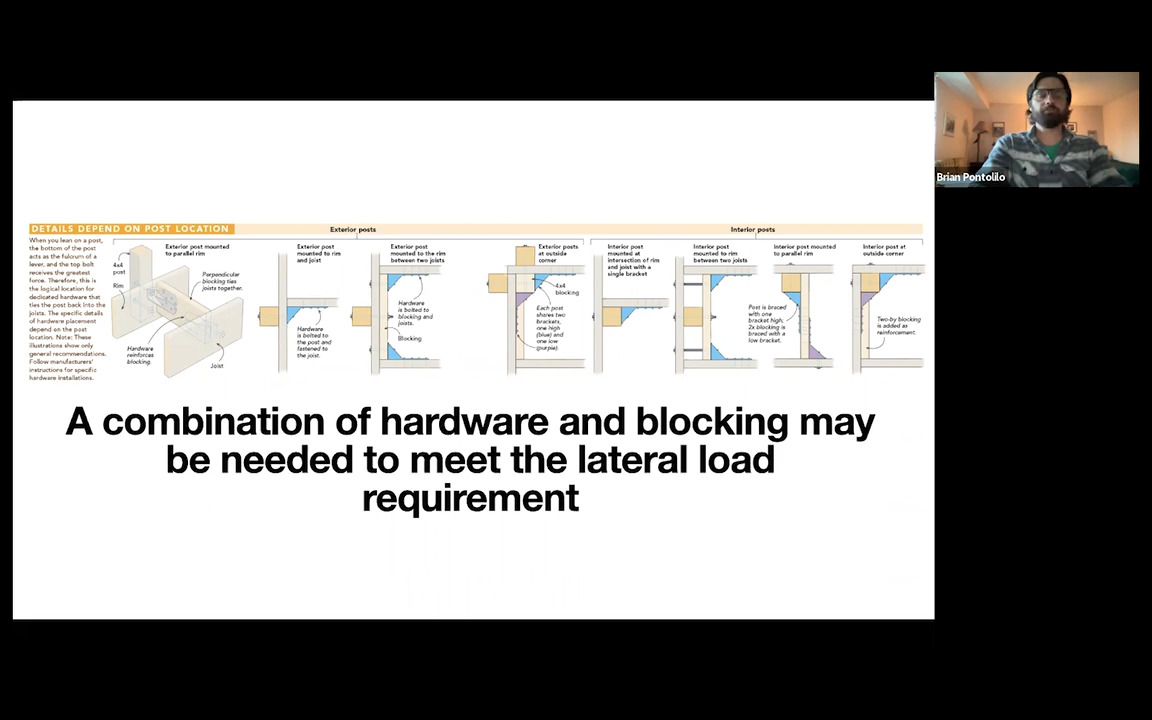 DETAILS DEPEND ON POST LOCATION
Exterior posts
Interior posts
When you lean on a post,
the bottom of the post
acts as the fulcrum of a
lever, and the top bolt
receives the greatest
force. Therefore, this is
the logical location for
dedicated hardware that
ties the post back into the
joists. The specific details
of hardware placement
depend on the post
location. Note: These
illustrations show only
general recommendations.
Follow manufacturers'
instructions for specific
hardware installations.
4x4
post
Rim
Exterior post mounted
to parallel rim
Perpendicular
blocking ties
joists together.
Hardware
reinforces
blocking.
Joist
Exterior post
mounted to rim
and joist
Hardware
is bolted to
the post and
fastened to
the joist.
Exterior post
mounted to the rim
between two joists
Hardware
is bolted to
blocking and
joists.
Blocking
Exterior posts
at outside
corner
4x4
blocking
Each post
shares two
brackets,
one high
(blue) and
one low
(purple).
Interior post
mounted at
intersection of rim
and joist with a
single bracket
Interior post
mounted to rim
between two joists
Interior post mounted
to parallel rim
Post is braced
with one
bracket high;
2x blocking is
braced with a
low bracket.
Interior post at
outside corner
Two-by blocking
is added as
reinforcement.
A combination of hardware and blocking may
be needed to meet the lateral load
requirement
Brian Pontolilo